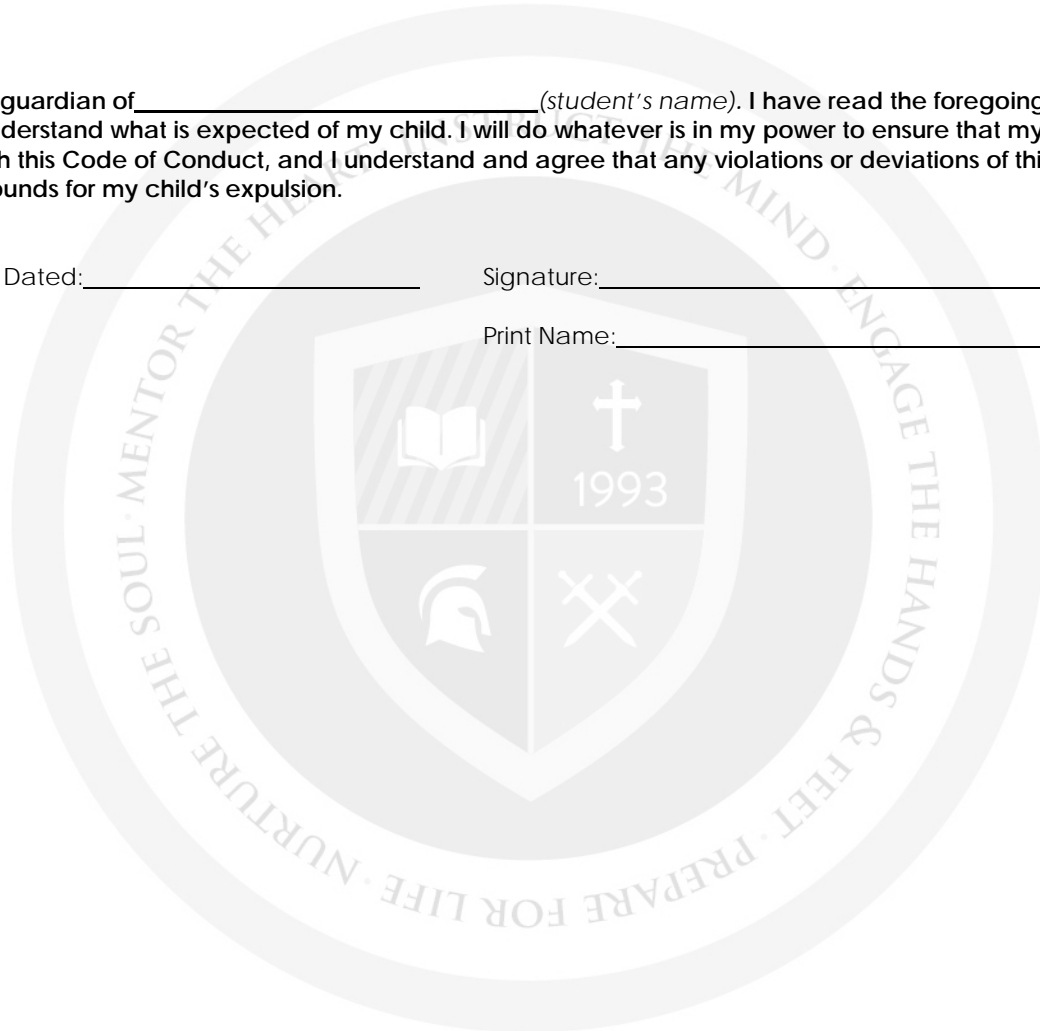 guardian of (student's name). I have read the foregoing
derstand what is expected of my child. I will do whatever is in my power to ensure that my
h this Code of Conduct, and I understand and agree that any violations or deviations of thi
ounds for my child's expulsion.
Dated: Signature:
Print Name:
NURTURE THE SOUL · MENTOR THE HEART · INSTRUCT THE MIND · ENGAGE THE HANDS & FEET · PREPARE FOR LIFE ·
1993